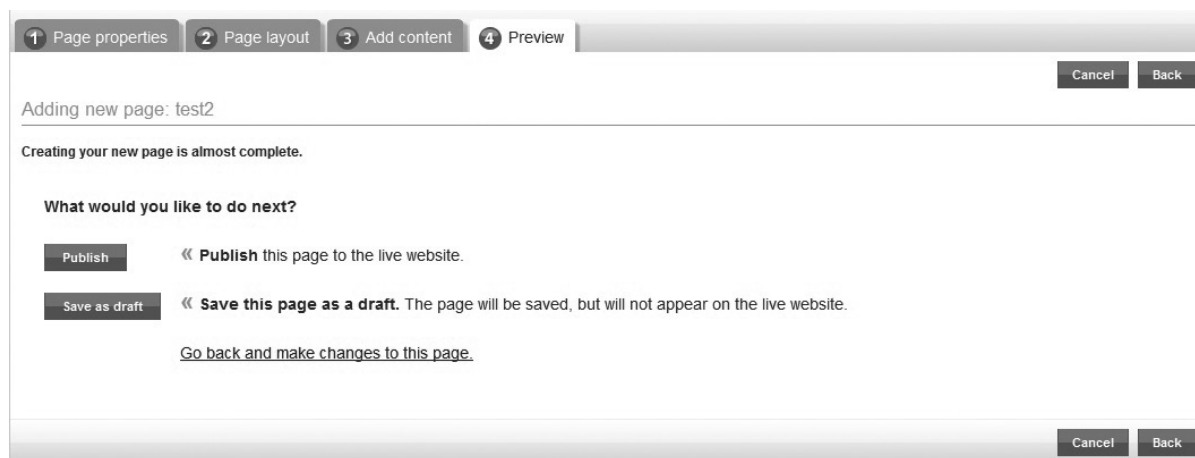 1 Page properties 2 Page layout 3 Add content 4 Preview
Cancel Back
Adding new page: test2
Creating your new page is almost complete.
What would you like to do next?
Publish « Publish this page to the live website.
Save as draft « Save this page as a draft. The page will be saved, but will not appear on the live website.
Go back and make changes to this page.
Cancel Back